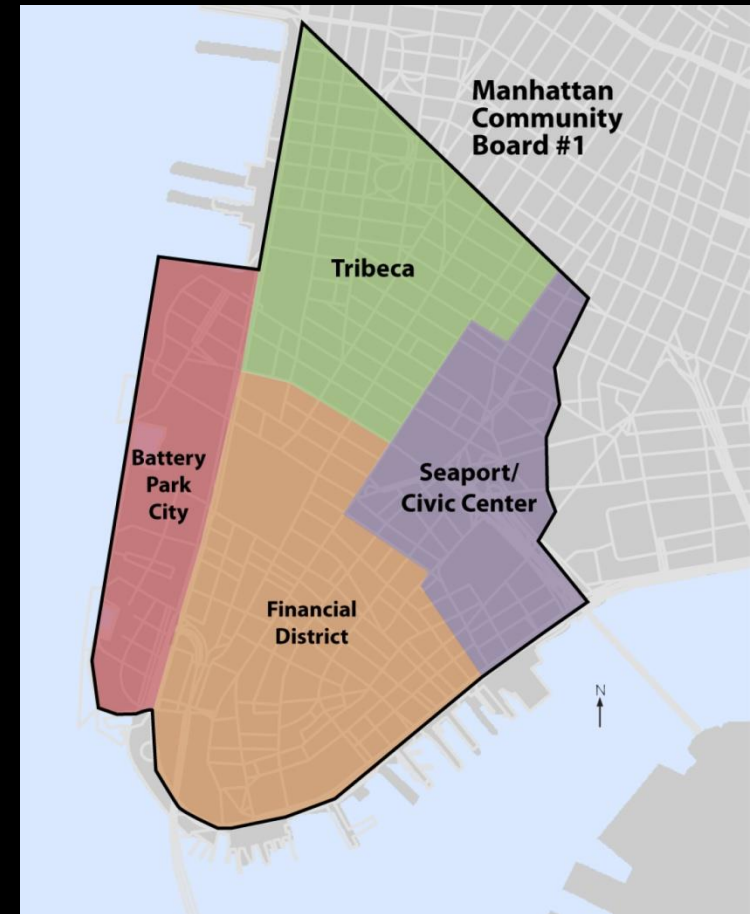 Manhattan
Community
Board #1
Tribeca
Battery
Park
City
Seaport/
Civic Center
Financial
District
N